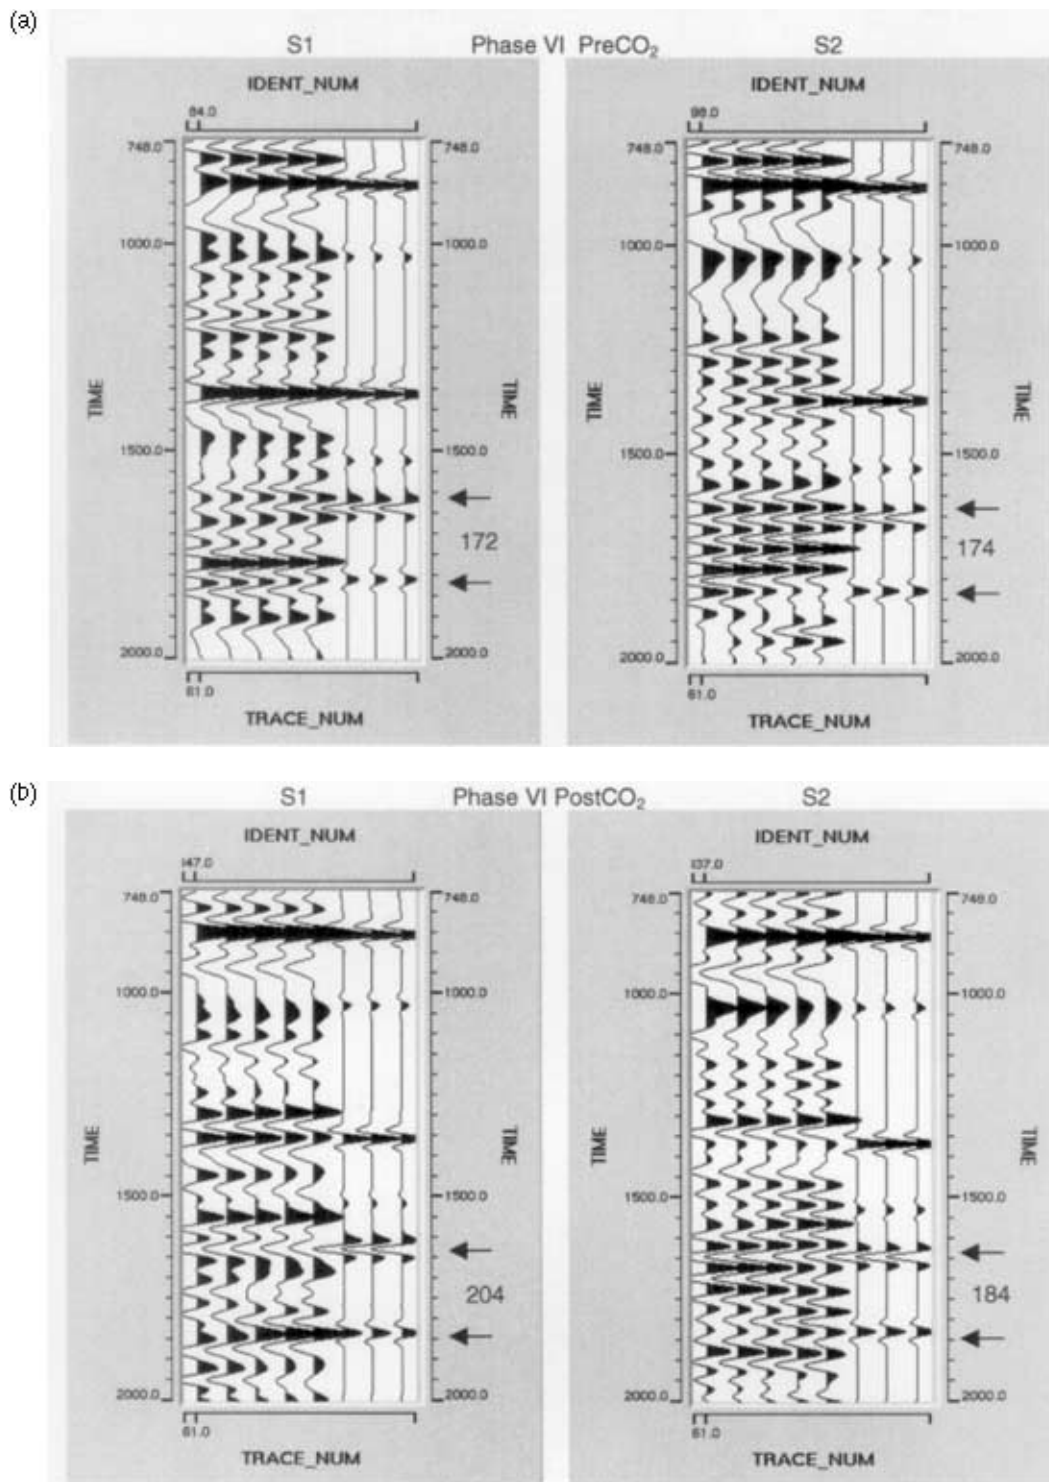 (a)
S1 Phase VI PreCO2 S2
IDENT_NUM
84.0
748.0 748.0
1000.0 1000.0
TIME TIME
1500.0 1500.0
172
2000.0 2000.0
61.0
TRACE_NUM
IDENT_NUM
98.0
748.0 748.0
1000.0 1000.0
TIME TIME
1500.0 1500.0
174
2000.0 2000.0
61.0
TRACE_NUM
(b)
S1 Phase VI PostCO2 S2
IDENT_NUM
147.0
748.0 748.0
1000.0 1000.0
TIME TIME
1500.0 1500.0
204
2000.0 2000.0
61.0
TRACE_NUM
IDENT_NUM
137.0
748.0 748.0
1000.0 1000.0
TIME TIME
1500.0 1500.0
184
2000.0 2000.0
61.0
TRACE_NUM